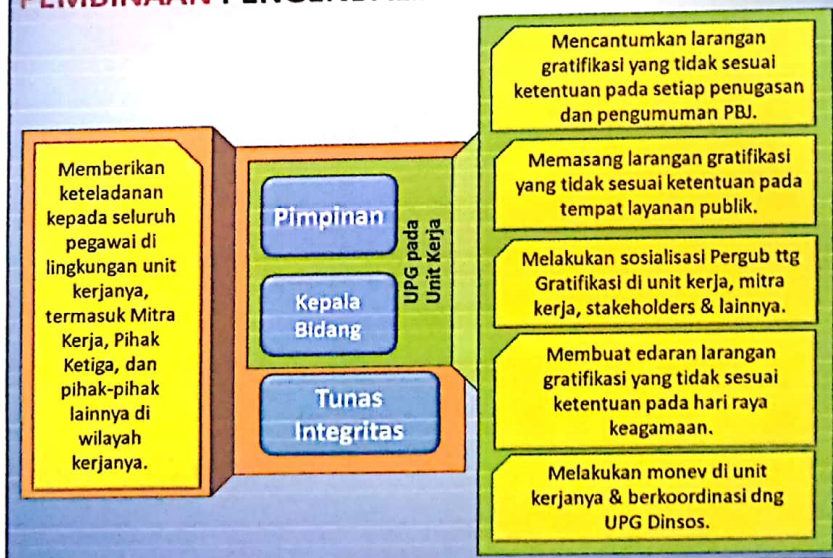 PEMBINAAN
Memberikan
keteladanan
kepada seluruh
pegawai di
lingkungan unit
kerjanya,
termasuk Mitra
Kerja, Pihak
Ketiga, dan
pihak-pihak
lainnya di
wilayah
kerjanya.
Pimpinan
Kepala
Bidang
UPG pada
Unit Kerja
Tunas
Integritas
Mencantumkan larangan
gratifikasi yang tidak sesuai
ketentuan pada setiap penugasan
dan pengumuman PBJ.
Memasang larangan gratifikasi
yang tidak sesuai ketentuan pada
tempat layanan publik.
Melakukan sosialisasi Pergub ttg
Gratifikasi di unit kerja, mitra
kerja, stakeholders & lainnya.
Membuat edaran larangan
gratifikasi yang tidak sesuai
ketentuan pada hari raya
keagamaan.
Melakukan monev di unit
kerjanya & berkoordinasi dng
UPG Dinsos.